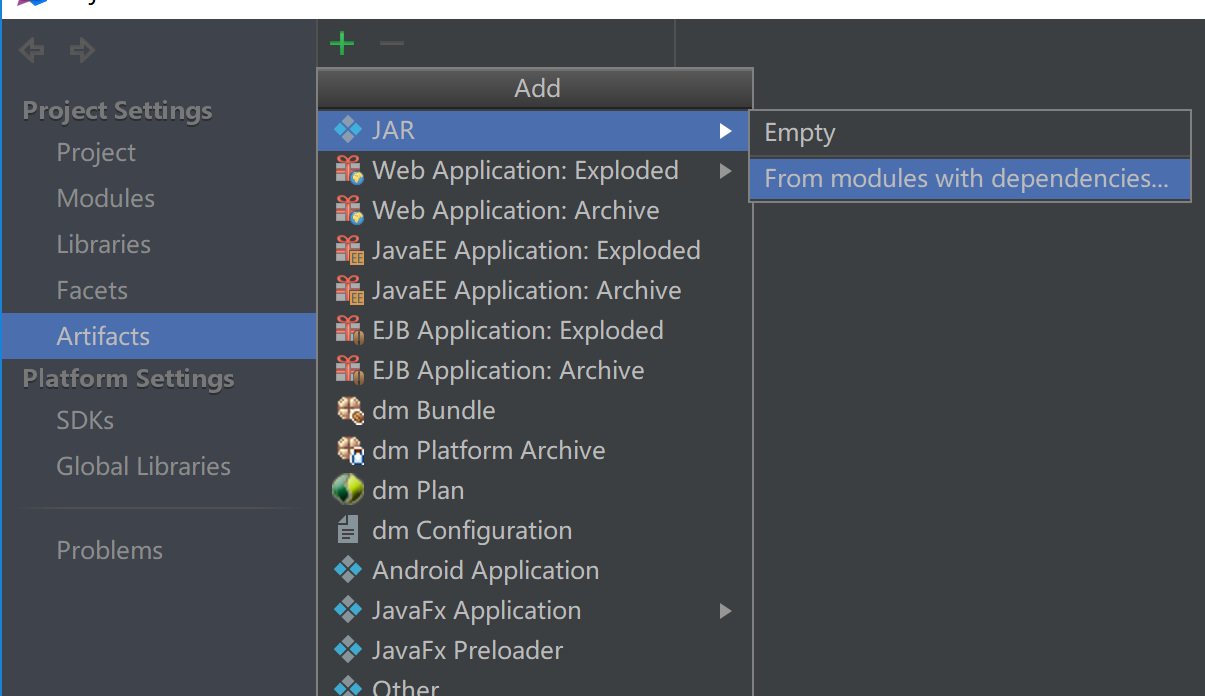 Project Settings
Project
Modules
Libraries
Facets
Artifacts
Platform Settings
SDKs
Global Libraries
Problems
Add
JAR
Web Application: Exploded
Web Application: Archive
JavaEE Application: Exploded
JavaEE Application: Archive
EJB Application: Exploded
EJB Application: Archive
dm Bundle
dm Platform Archive
dm Plan
dm Configuration
Android Application
JavaFx Application
JavaFx Preloader
Other
Empty
From modules with dependencies...